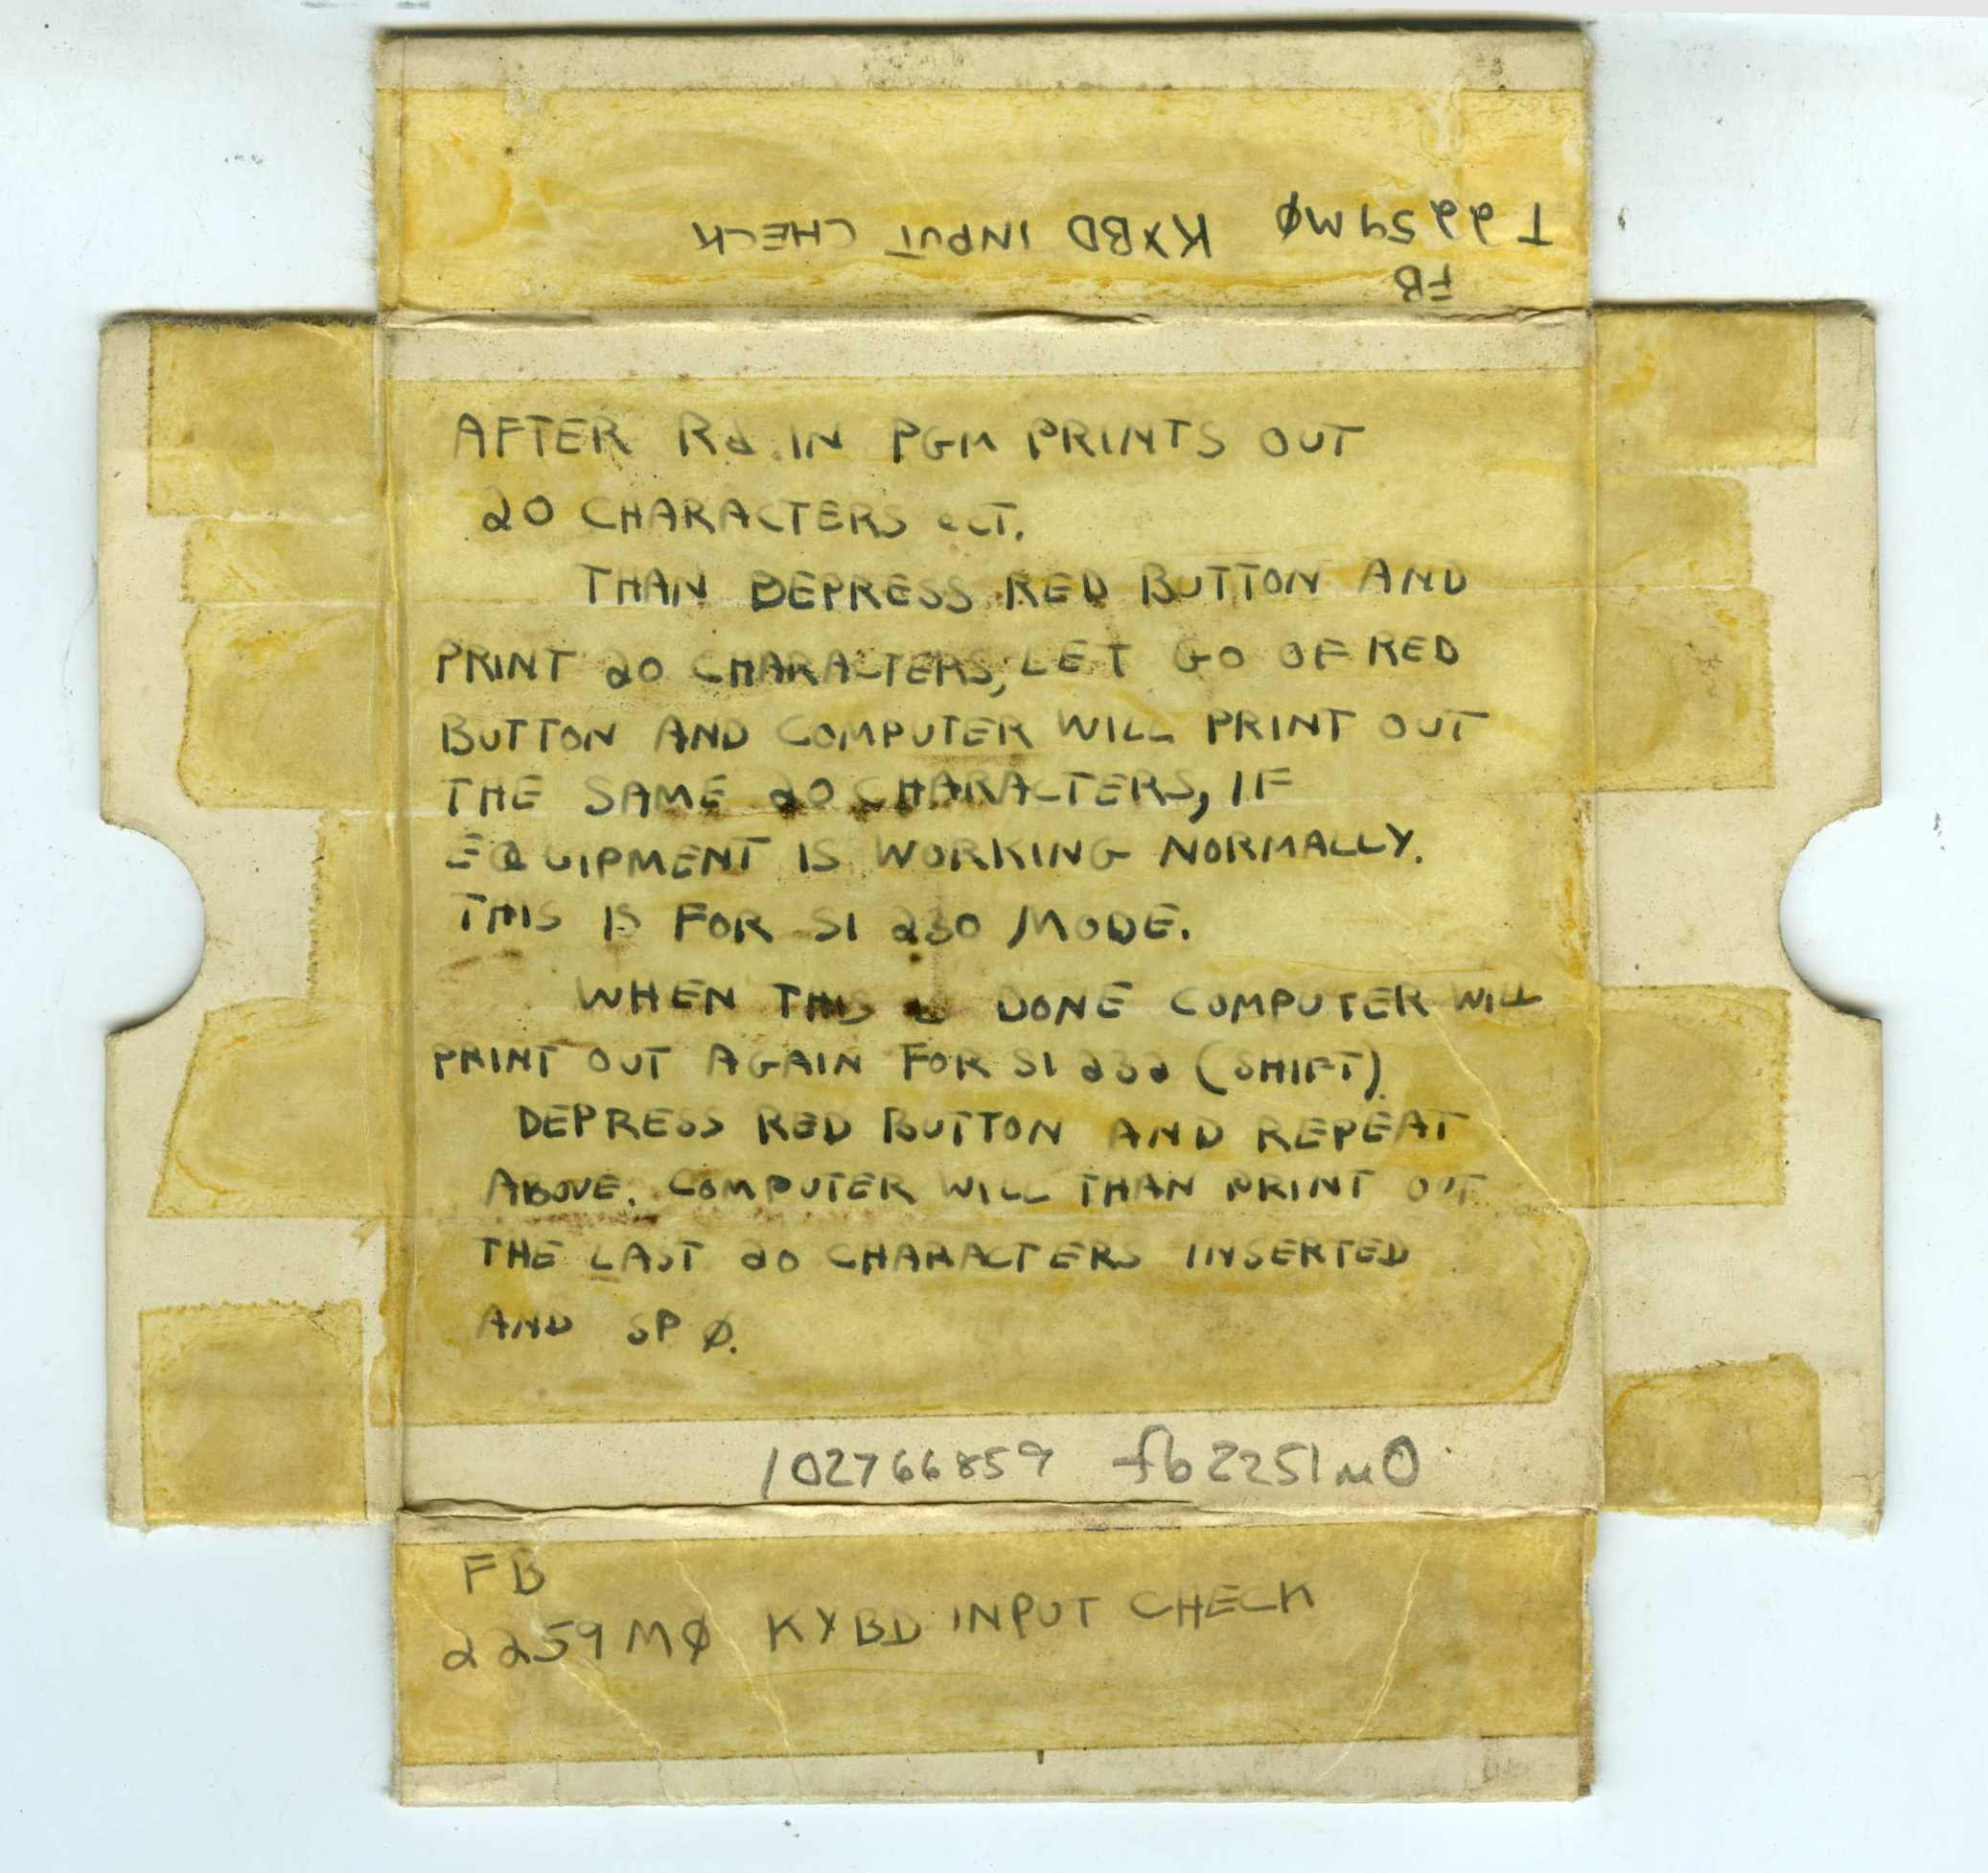 T2259MØ KYBD INPUT CHECK
FB
AFTER Rd.IN PGM PRINTS OUT
20 CHARACTERS ect.
THAN DEPRESS RED BUTTON AND
PRINT 20 CHARACTERS, LET GO OF RED
BUTTON AND COMPUTER WILL PRINT OUT
THE SAME 20 CHARACTERS, IF
EQUIPMENT IS WORKING NORMALLY.
THIS IS FOR SI 230 MODE.
WHEN THIS IS DONE COMPUTER WILL
PRINT OUT AGAIN FOR SI 232 (SHIFT).
DEPRESS RED BUTTON AND REPEAT
ABOVE. COMPUTER WILL THAN PRINT OUT
THE LAST 20 CHARACTERS INSERTED
AND SP Ø.
102766859 fb2251m0
FB
2259MØ KYBD INPUT CHECK